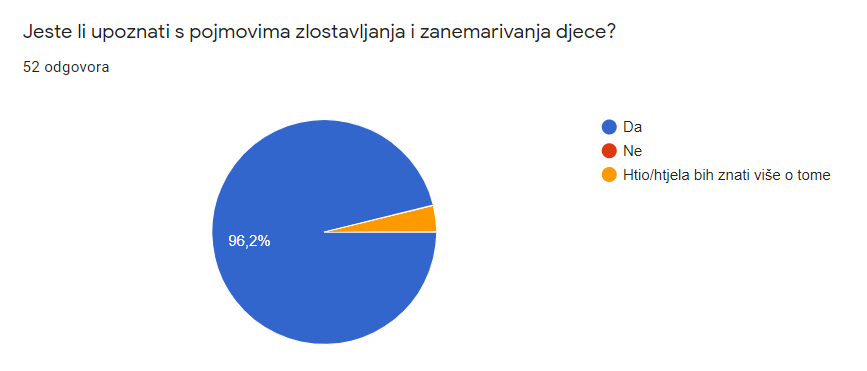 Jeste li upoznati s pojmovima zlostavljanja i zanemarivanja djece?
52 odgovora
Da
Ne
Htio/htjela bih znati više o tome
96,2%